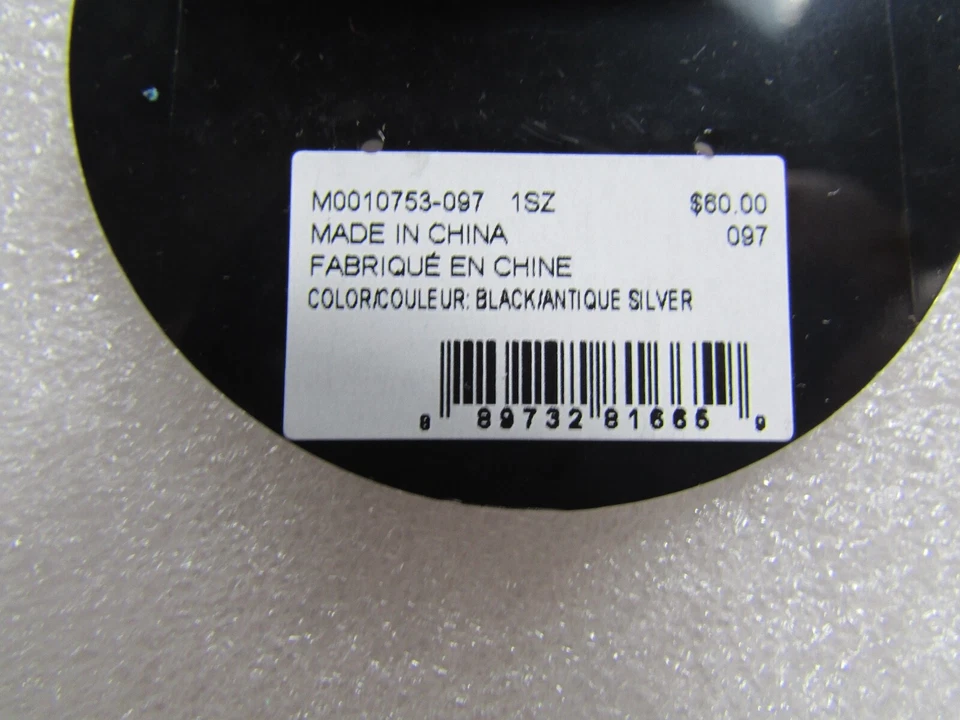 M0010753-097 1SZ $60.00
MADE IN CHINA 097
FABRIQUÉ EN CHINE
COLOR/COULEUR: BLACK/ANTIQUE SILVER
8 89732 81665 9